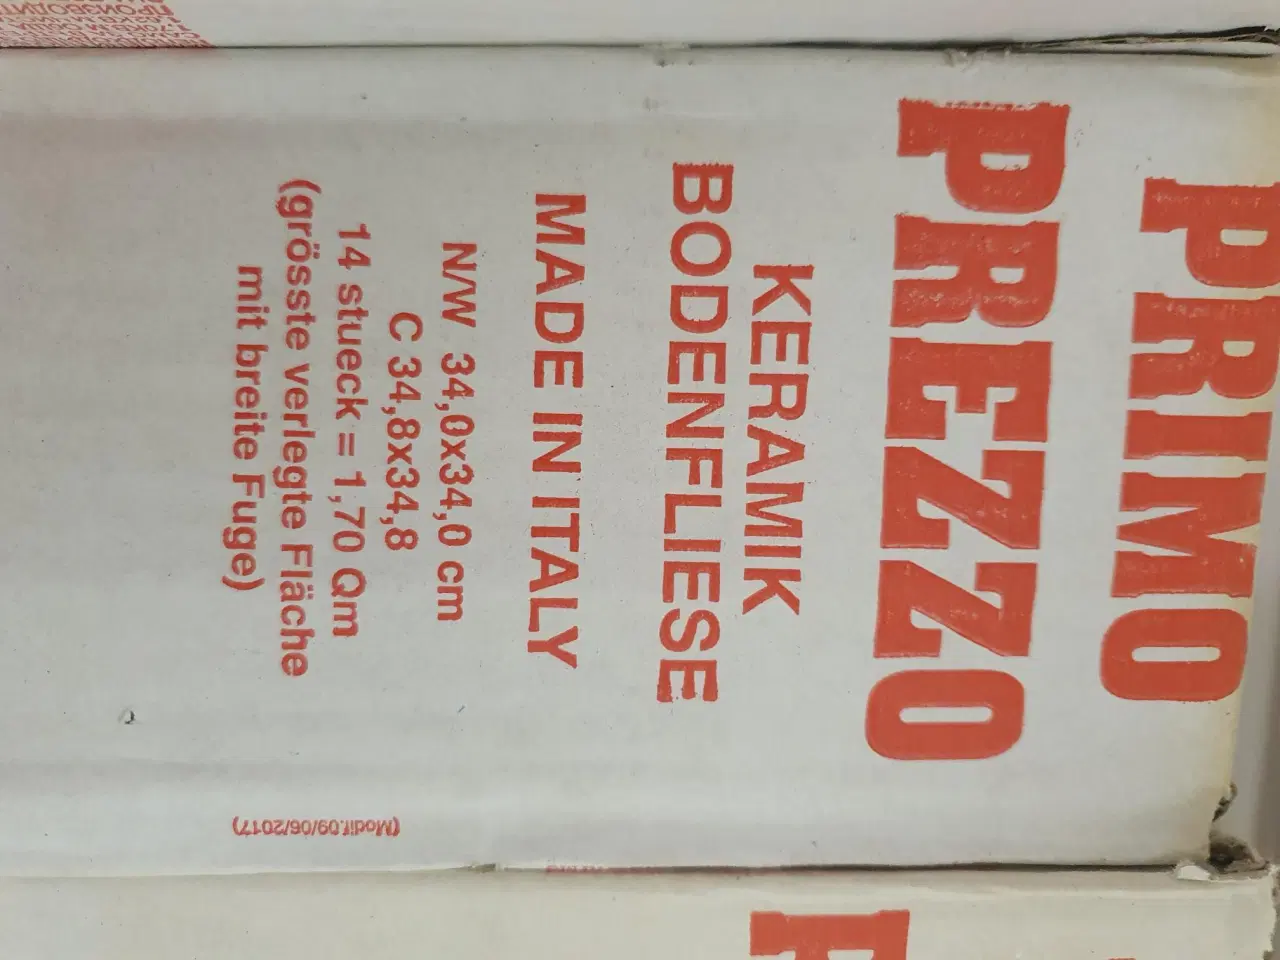 PRIMO
PREZZO
KERAMIK
BODENFLIESE
MADE IN ITALY
N/W 34,0x34,0 cm
C 34,8x34,8
14 stueck = 1,70 Qm
(grösste verlegte Fläche
mit breite Fuge)
(Modif.09/06/2017)